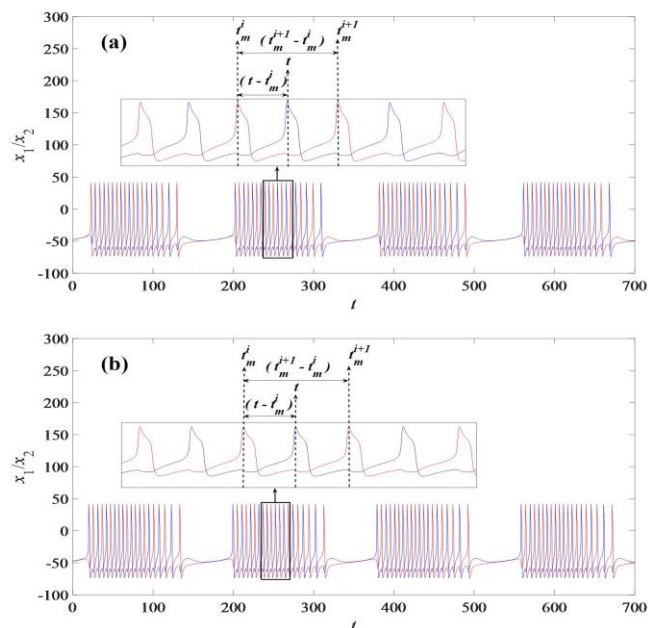 (a)
t_m^i
t_m^{i+1}
(t_m^{i+1} - t_m^i)
t
(t - t_m^i)
x_1/x_2
300
250
200
150
100
50
0
-50
-100
0 100 200 300 400 500 600 700
t
(b)
t_m^i
t_m^{i+1}
(t_m^{i+1} - t_m^i)
t
(t - t_m^i)
x_1/x_2
300
250
200
150
100
50
0
-50
-100
0 100 200 300 400 500 600 700
t